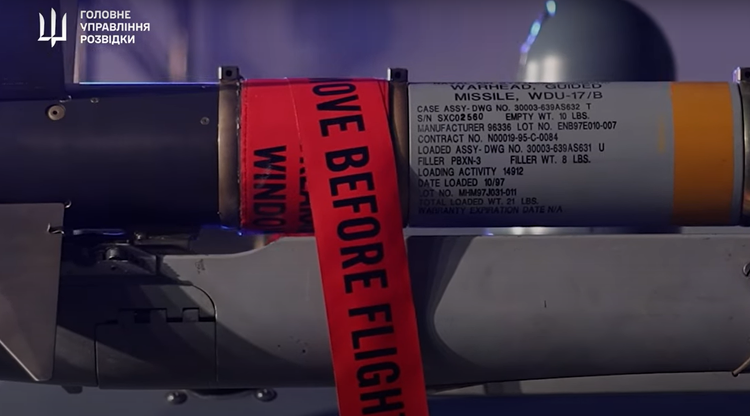 ГОЛОВНЕ
УПРАВЛІННЯ
РОЗВІДКИ
OVE BEFORE FLIGH
WINDO
WARHEAD, GUIDED
MISSILE, WDU-17/B
CASE ASSY-DWG NO. 30003-639AS632 T
S/N SXC02560 EMPTY WT. 10 LBS.
MANUFACTURER 96336 LOT NO. ENB97E010-007
CONTRACT NO. N00019-95-C-0084
LOADED ASSY-DWG NO. 30003-639AS631 U
FILLER PBXN-3 FILLER WT. 8 LBS.
LOADING ACTIVITY 14912
DATE LOADED 10/97
LOT NO. MHM97J031-011
TOTAL LOADED WT. 21 LBS.
WARRANTY EXPIRATION DATE N/A